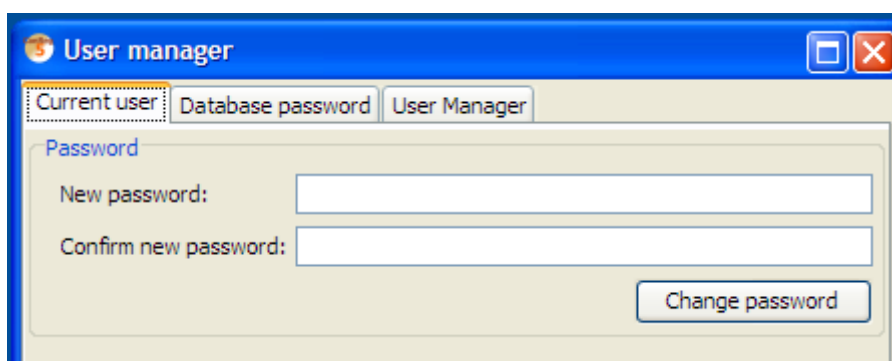 User manager
Current user Database password User Manager
Password
New password:
Confirm new password:
Change password